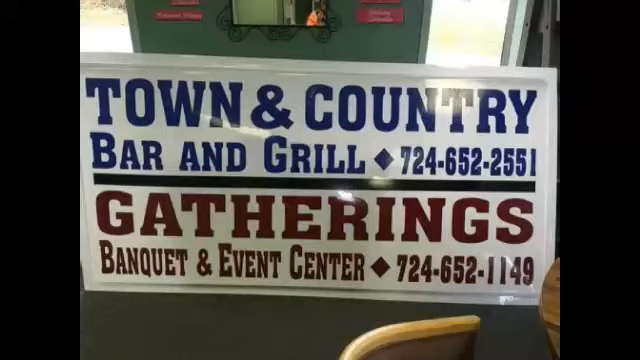 TOWN & COUNTRY
BAR AND GRILL ◆ 724-652-2551
GATHERINGS
BANQUET & EVENT CENTER ◆ 724-652-1149